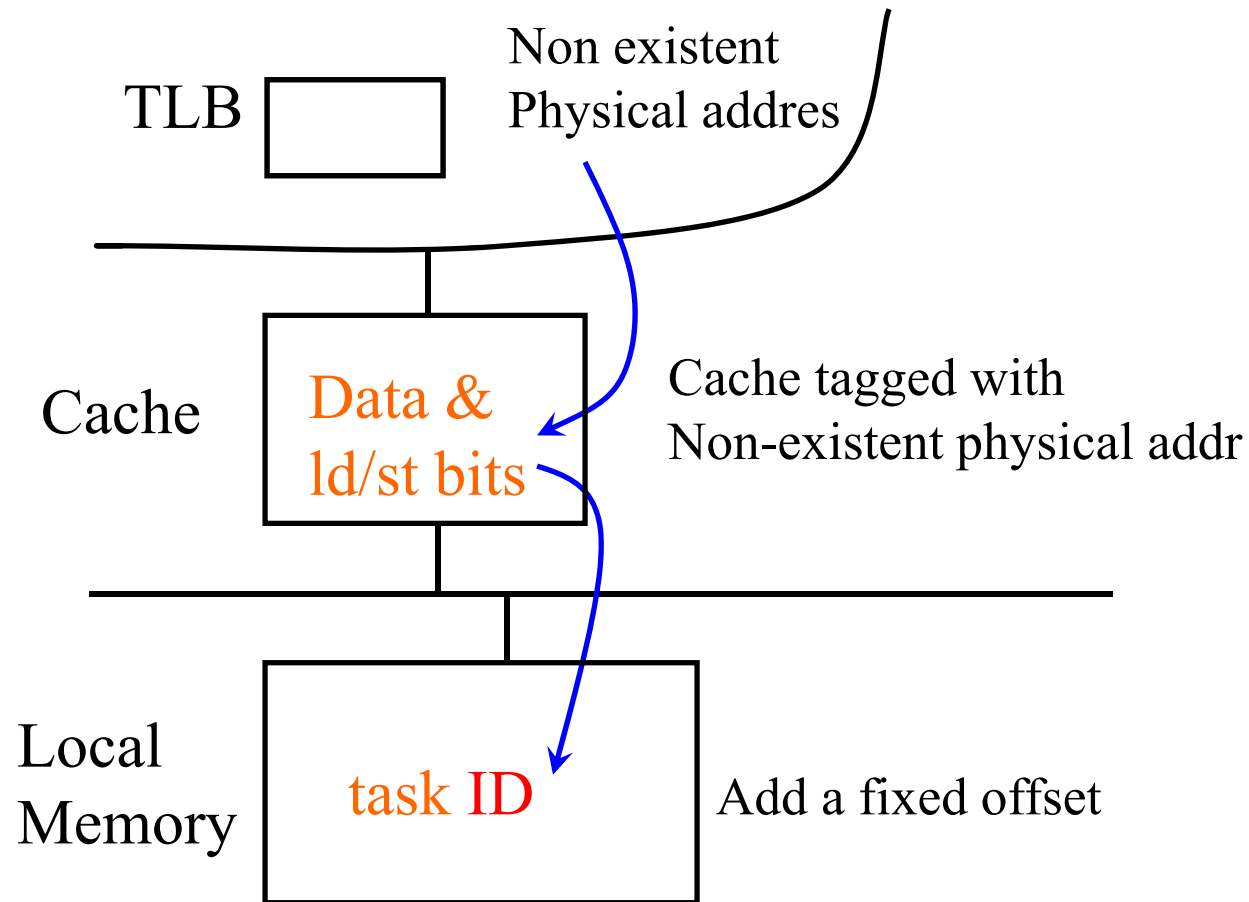 Non existent
Physical addres
TLB
Cache
Data &
ld/st bits
Cache tagged with
Non-existent physical addr
Local
Memory
task ID
Add a fixed offset